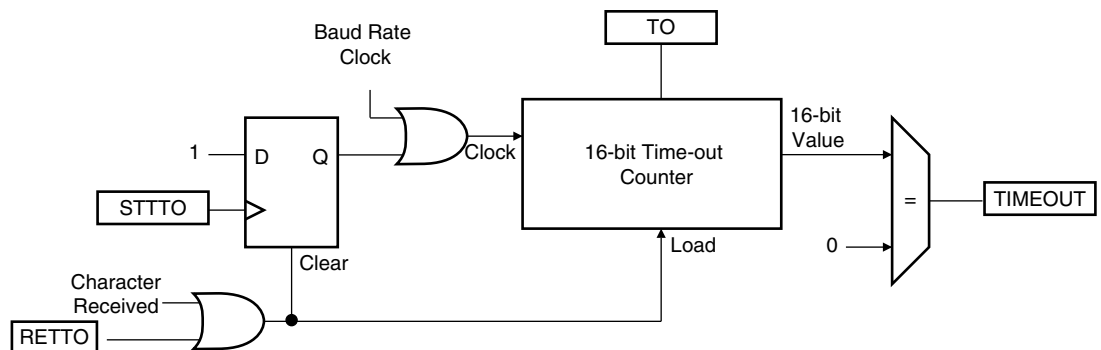 TO
Baud Rate
Clock
1
D
Q
Clock
16-bit Time-out
Counter
16-bit
Value
=
TIMEOUT
STTTO
0
Load
Clear
Character
Received
RETTO